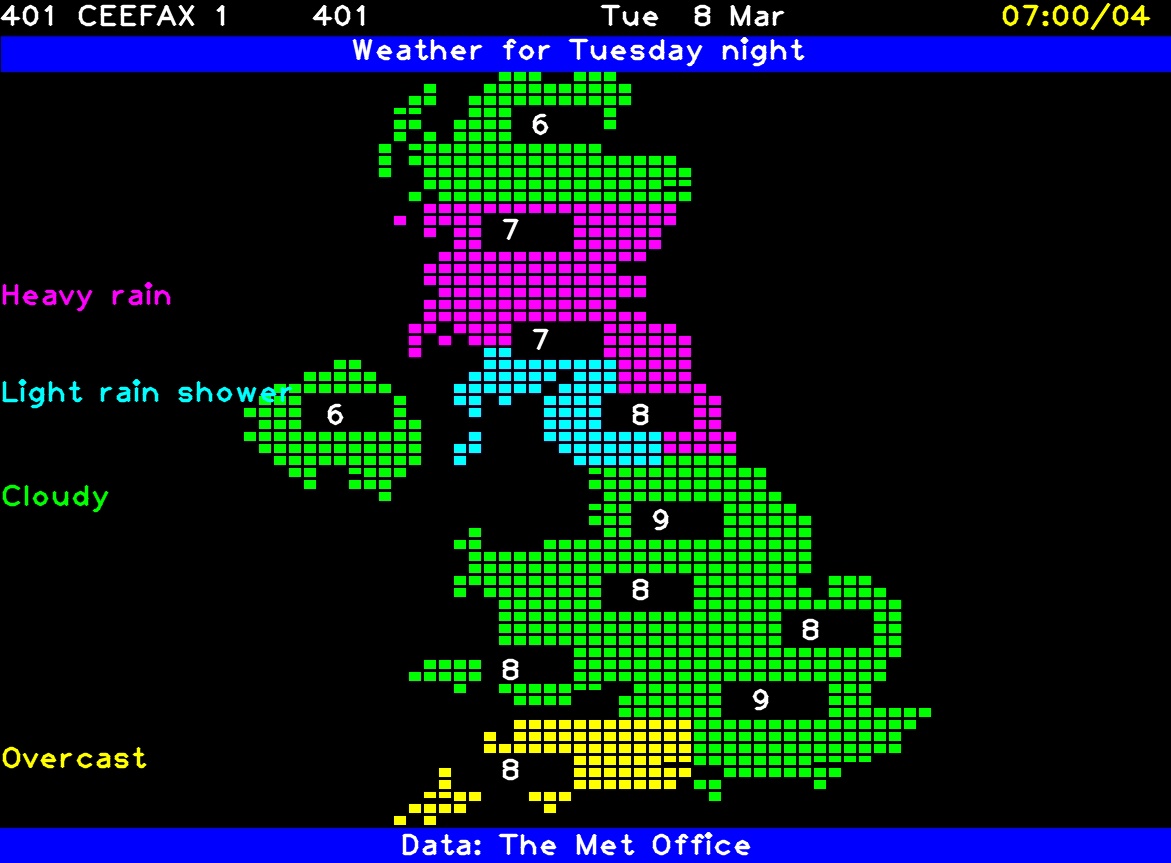 401 CEEFAX 1 401 Tue 8 Mar 07:00/04
Weather for Tuesday night
6
7
Heavy rain
7
Light rain shower
6 8
Cloudy
9
8
8
8
9
Overcast
8
Data: The Met Office